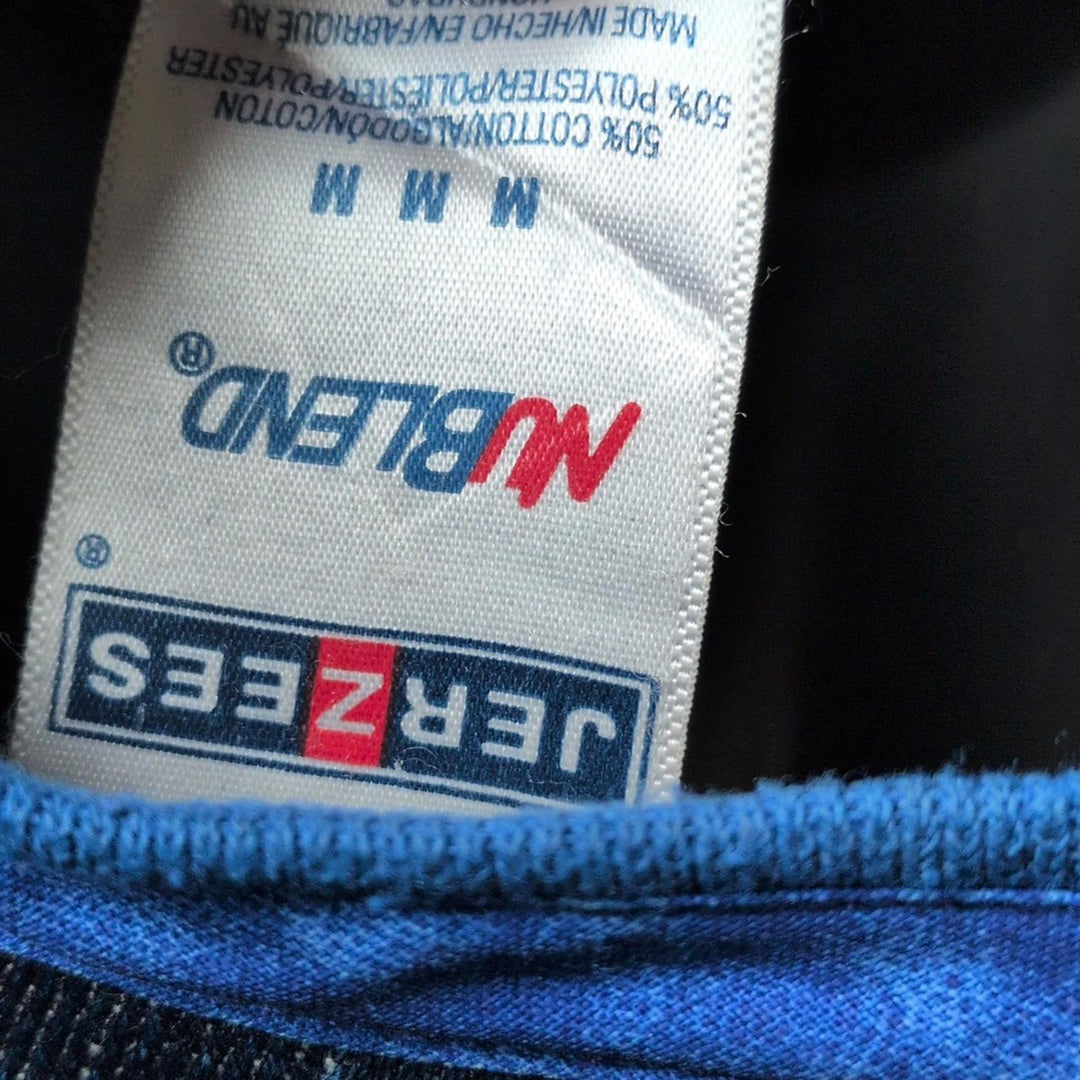 JERZEES
®
NUBLEND®
M M M
50% COTTON/ALGODÓN/COTON
50% POLYESTER/POLIÉSTER/POLYESTER
MADE IN/HECHO EN/FABRIQUÉ AU